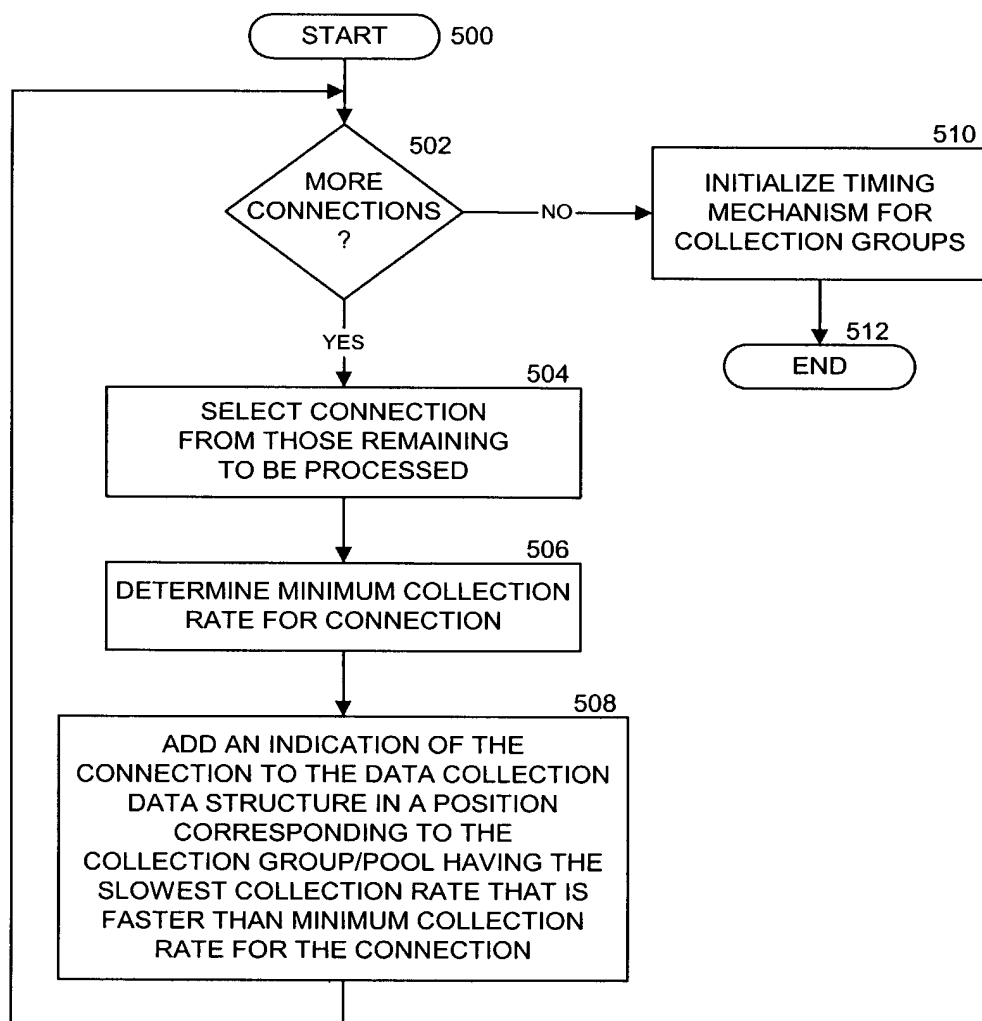 START
500
502
MORE
CONNECTIONS
?
NO
510
INITIALIZE TIMING
MECHANISM FOR
COLLECTION GROUPS
512
END
YES
504
SELECT CONNECTION
FROM THOSE REMAINING
TO BE PROCESSED
506
DETERMINE MINIMUM COLLECTION
RATE FOR CONNECTION
508
ADD AN INDICATION OF THE
CONNECTION TO THE DATA COLLECTION
DATA STRUCTURE IN A POSITION
CORRESPONDING TO THE
COLLECTION GROUP/POOL HAVING THE
SLOWEST COLLECTION RATE THAT IS
FASTER THAN MINIMUM COLLECTION
RATE FOR THE CONNECTION